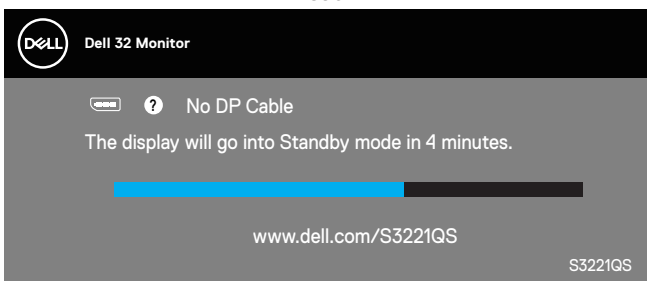 DELL
Dell 32 Monitor
? No DP Cable
The display will go into Standby mode in 4 minutes.
www.dell.com/S3221QS
S3221QS